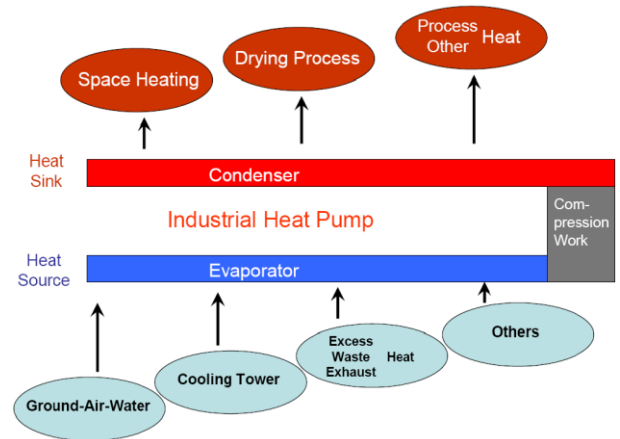 Process
Other Heat
Drying Process
Space Heating
Heat
Sink
Condenser
Industrial Heat Pump
Com-
pression
Work
Heat
Source
Evaporator
Others
Excess
Waste Heat
Exhaust
Cooling Tower
Ground-Air-Water